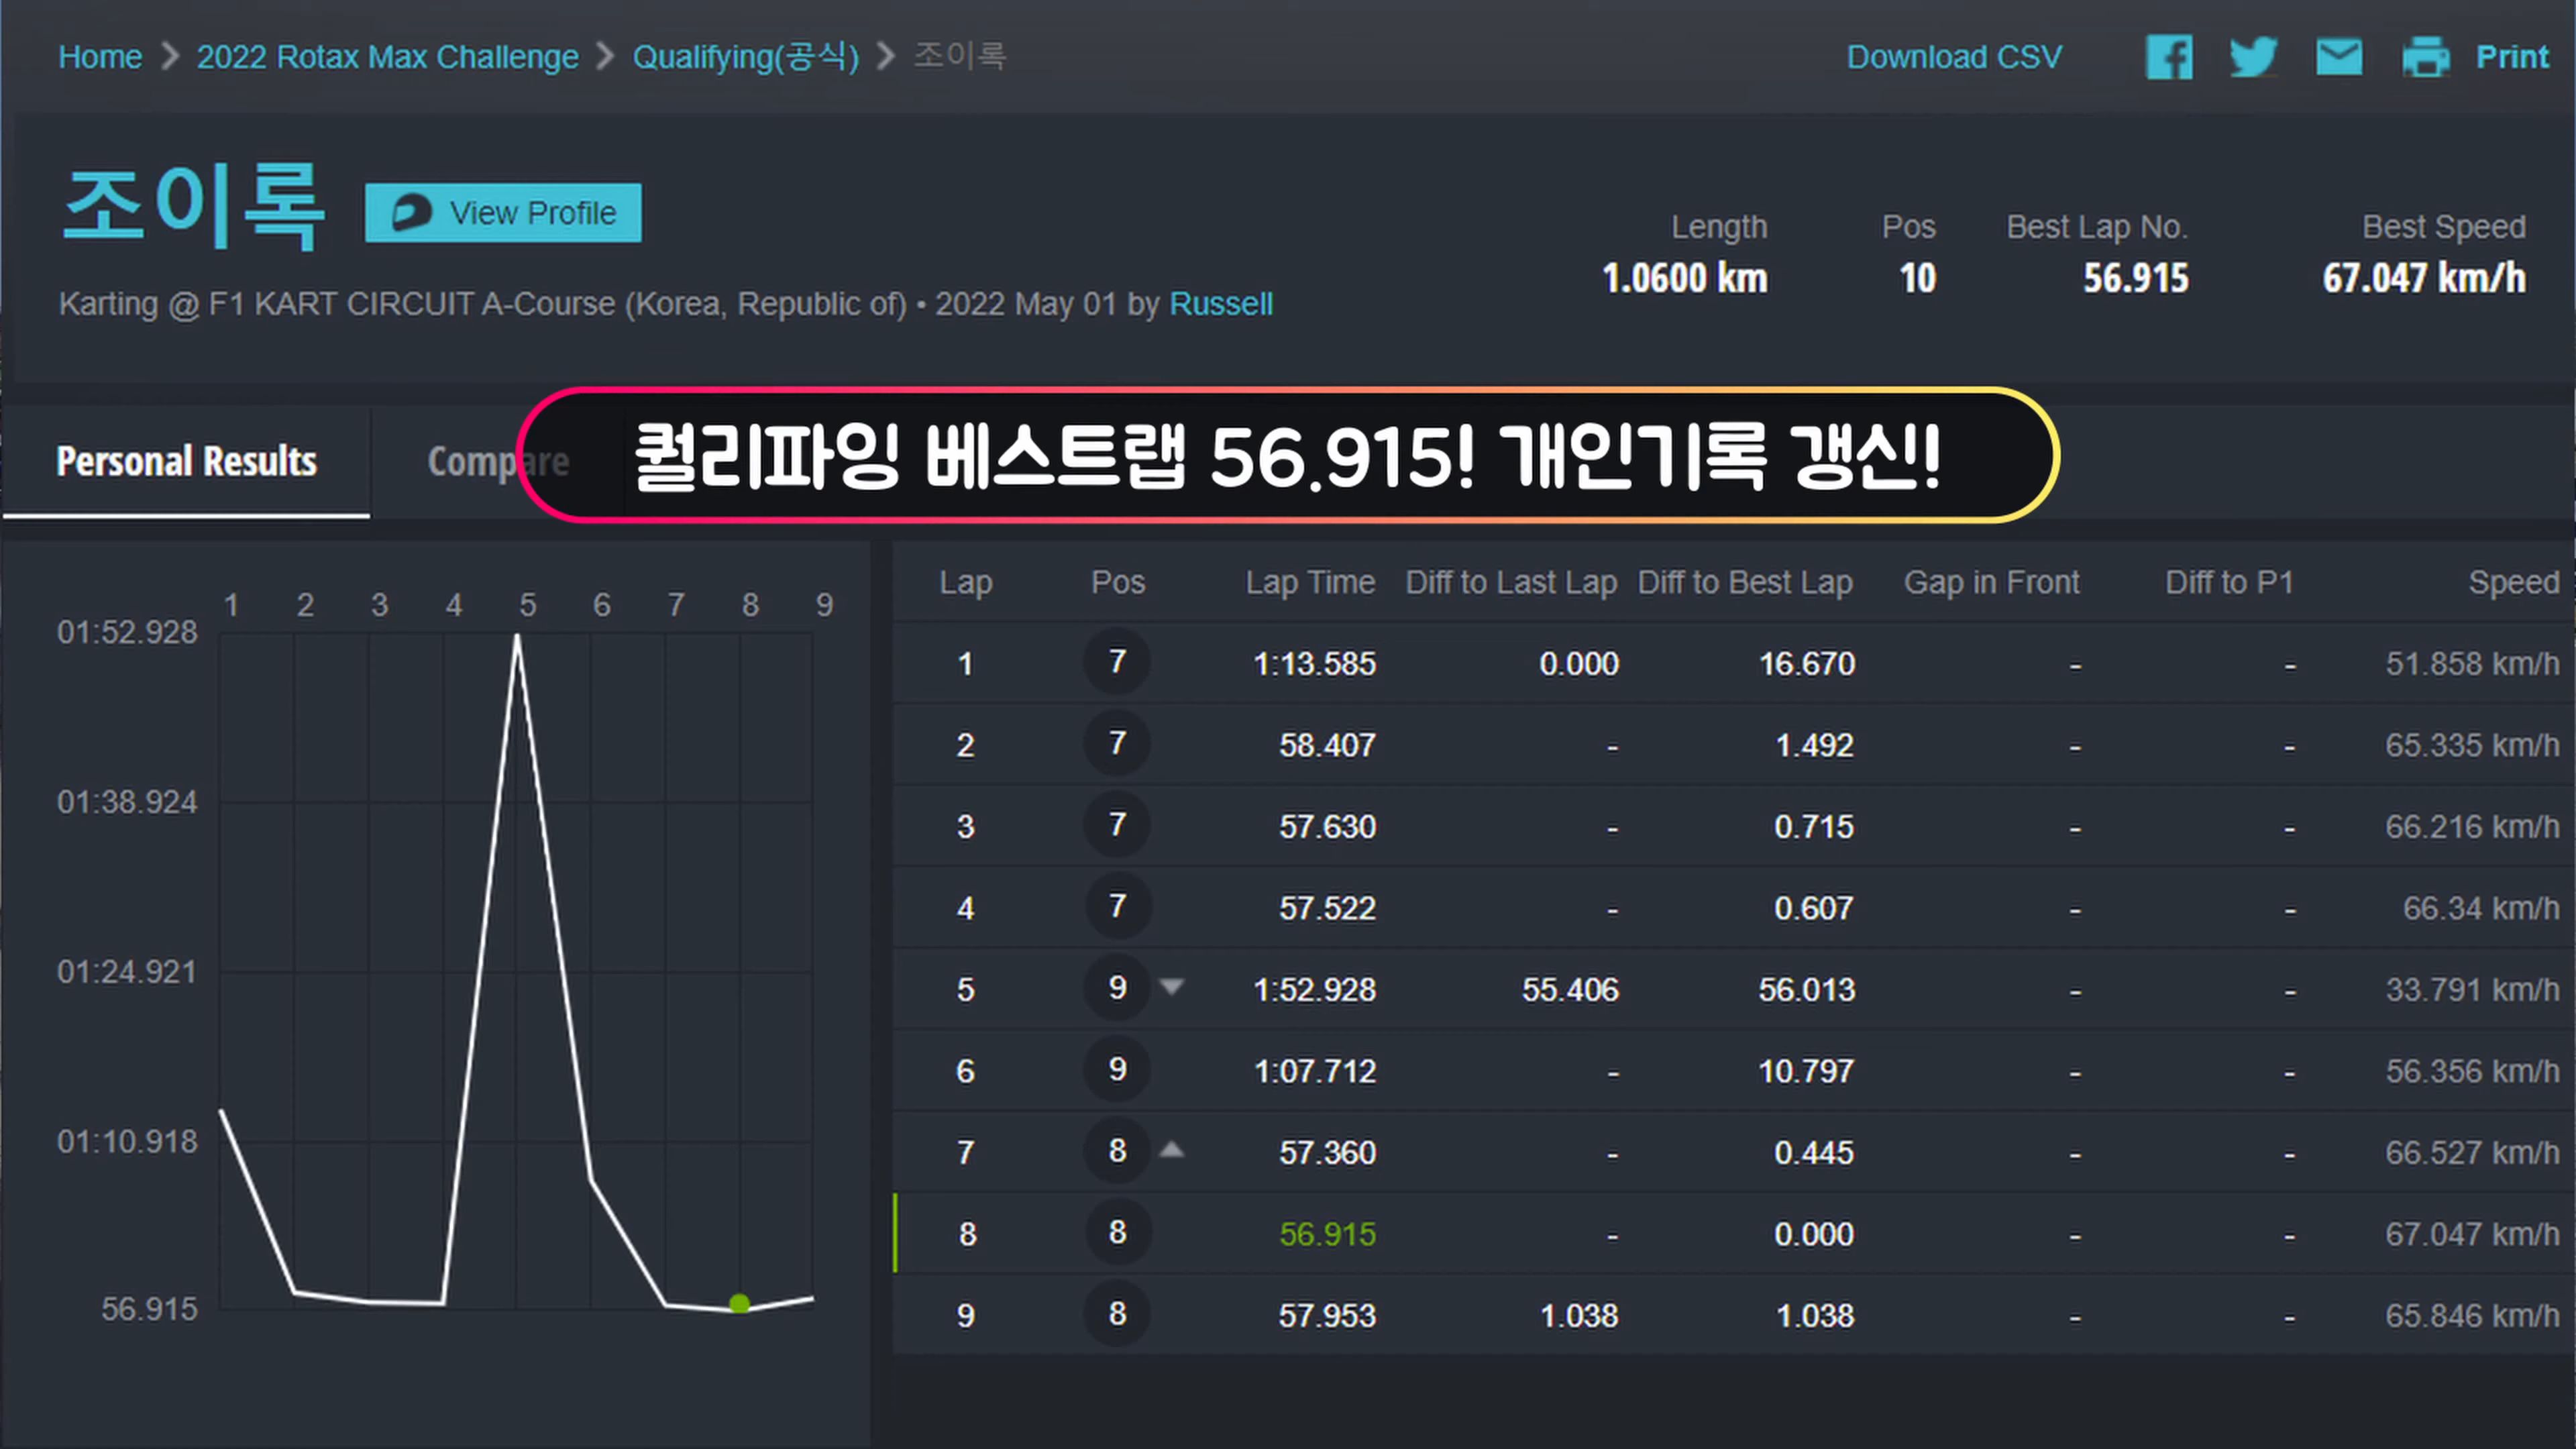 Home > 2022 Rotax Max Challenge > Qualifying(공식) > 조이록
Download CSV Print
조이록 View Profile
Karting @ F1 KART CIRCUIT A-Course (Korea, Republic of) • 2022 May 01 by Russell
Length Pos Best Lap No. Best Speed
1.0600 km 10 56.915 67.047 km/h
Personal Results Compare
퀄리파잉 베스트랩 56.915! 개인기록 갱신!
1 2 3 4 5 6 7 8 9
01:52.928
01:38.924
01:24.921
01:10.918
56.915
Lap Pos Lap Time Diff to Last Lap Diff to Best Lap Gap in Front Diff to P1 Speed
1 7 1:13.585 0.000 16.670 - - 51.858 km/h
2 7 58.407 - 1.492 - - 65.335 km/h
3 7 57.630 - 0.715 - - 66.216 km/h
4 7 57.522 - 0.607 - - 66.34 km/h
5 9 1:52.928 55.406 56.013 - - 33.791 km/h
6 9 1:07.712 - 10.797 - - 56.356 km/h
7 8 57.360 - 0.445 - - 66.527 km/h
8 8 56.915 - 0.000 - - 67.047 km/h
9 8 57.953 1.038 1.038 - - 65.846 km/h